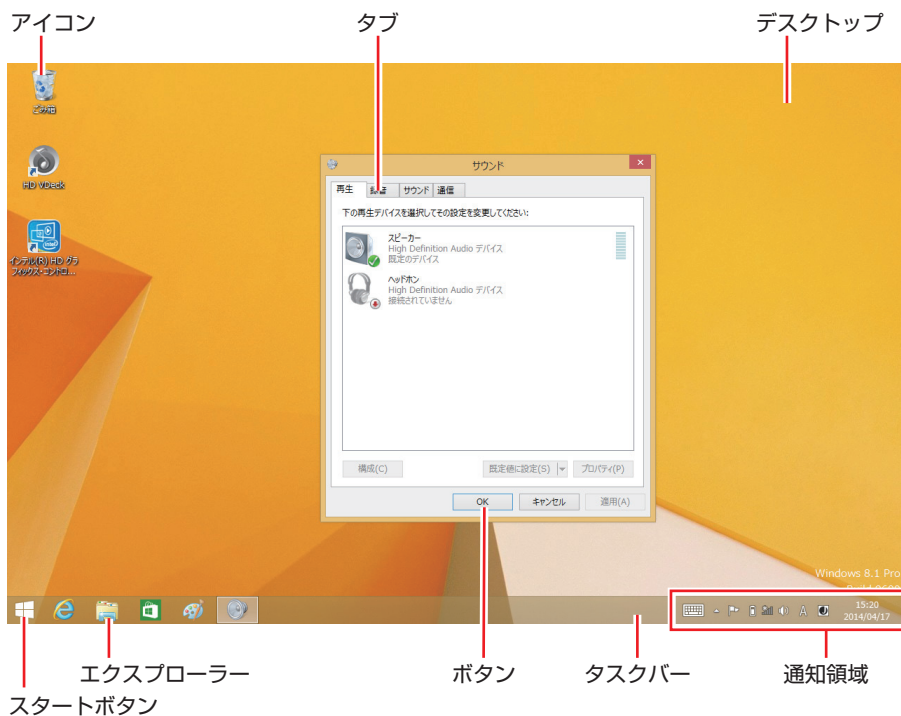 アイコン
タブ
デスクトップ
ごみ箱
HD VDeck
インテル(R) HD グラ
フィックス・コントロ...
サウンド
再生
録音
サウンド
通信
下の再生デバイスを選択してその設定を変更してください:
スピーカー
High Definition Audio デバイス
既定のデバイス
ヘッドホン
High Definition Audio デバイス
接続されていません
構成(C)
既定値に設定(S)
プロパティ(P)
OK
キャンセル
適用(A)
Windows 8.1 Pro
A
15:20
2014/04/17
エクスプローラー
ボタン
タスクバー
通知領域
スタートボタン